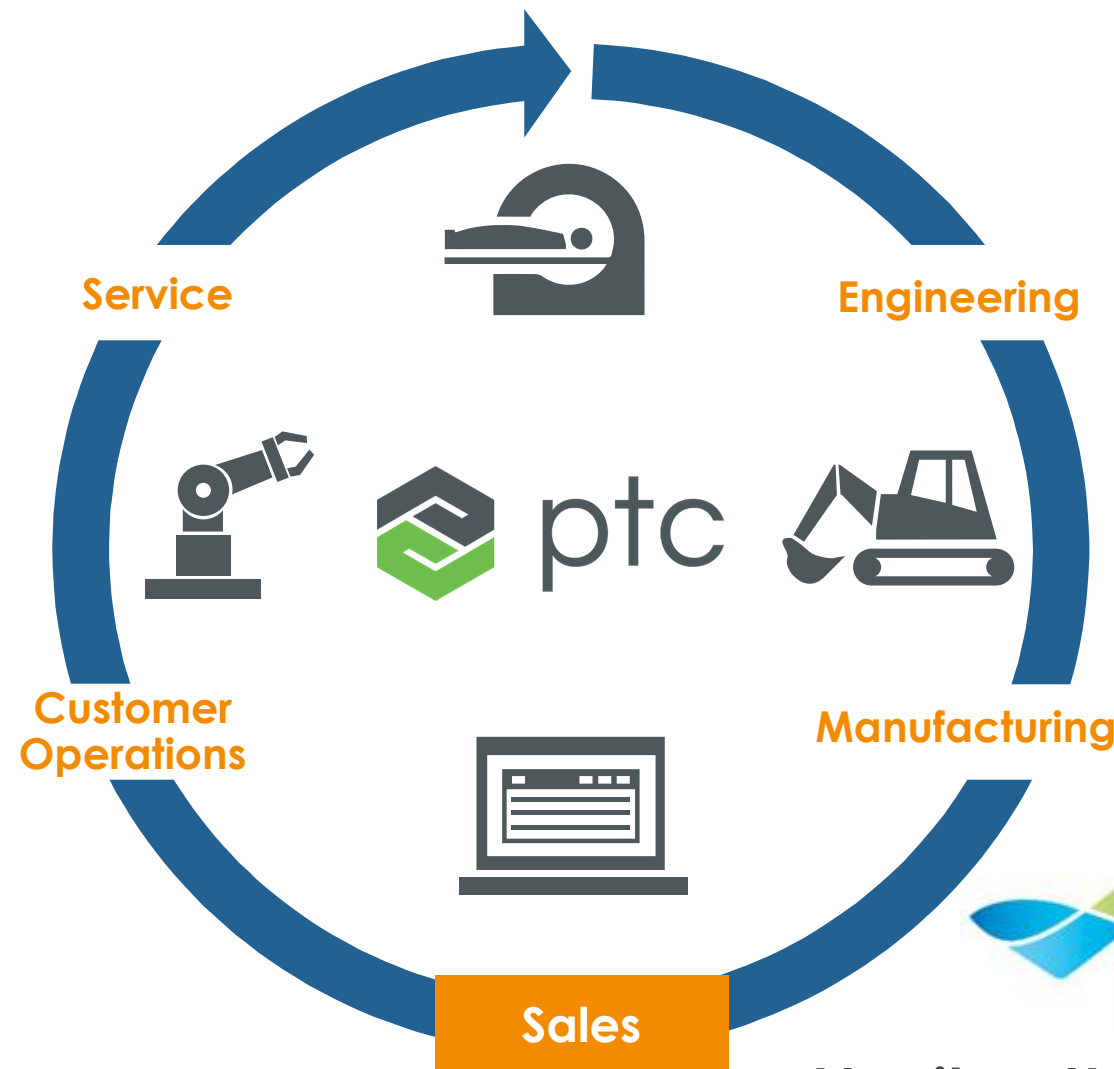 Service
Engineering
ptc
Customer
Operations
Manufacturing
Sales